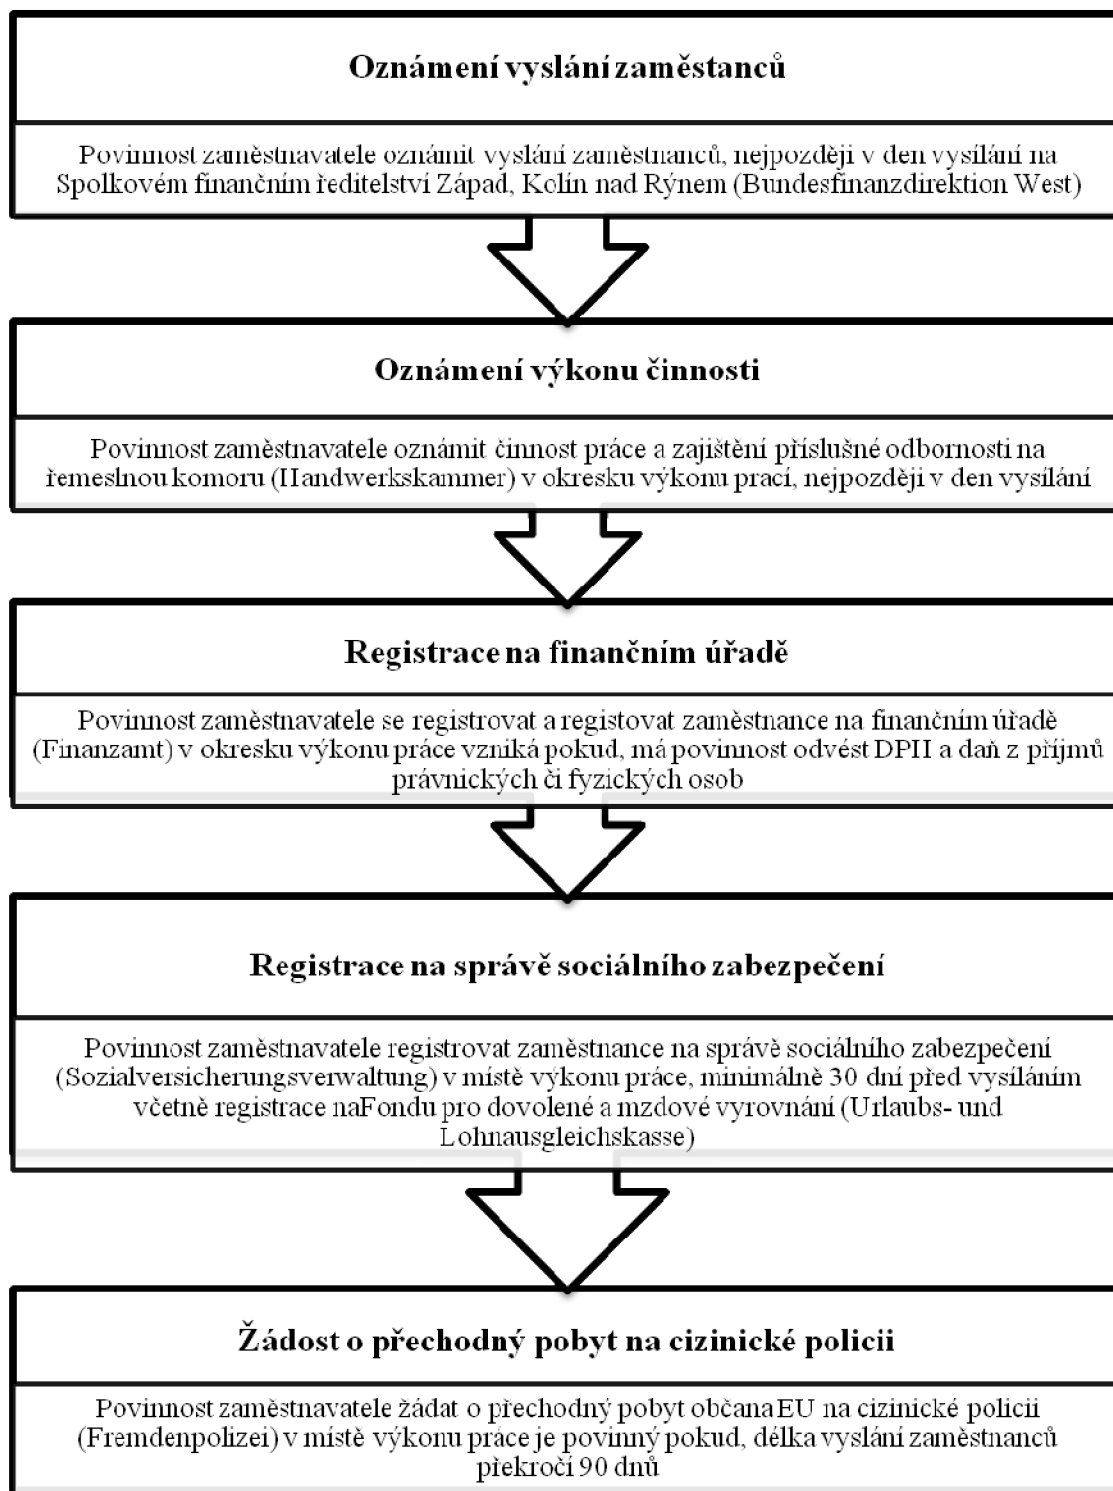 Oznámení vyslání zaměstanců
Povinnost zaměstnavatele oznámit vyslání zaměstnanců, nejpozději v den vysílání na
Spolkovém finančním ředitelství Západ, Kolín nad Rýnem (Bundesfinanzdirektion West)
Oznámení výkonu činnosti
Povinnost zaměstnavatele oznámit činnost práce a zajištění příslušné odbornosti na
řemeslnou komoru (Handwerkskammer) v okresku výkonu prací, nejpozději v den vysílání
Registrace na finančním úřadě
Povinnost zaměstnavatele se registrovat a registovat zaměstnance na finančním úřadě
(Finanzamt) v okresku výkonu práce vzniká pokud, má povinnost odvést DPH a daň z příjmů
právnických či fyzických osob
Registrace na správě sociálního zabezpečení
Povinnost zaměstnavatele registrovat zaměstnance na správě sociálního zabezpečení
(Sozialversicherungsverwaltung) v místě výkonu práce, minimálně 30 dní před vysíláním
včetně registrace naFondu pro dovolené a mzdové vyrovnání (Urlaubs- und
Lohnausgleichskasse)
Žádost o přechodný pobyt na cizinické policii
Povinnost zaměstnavatele žádat o přechodný pobyt občana EU na cizinické policii
(Fremdenpolizei) v místě výkonu práce je povinný pokud, délka vyslání zaměstnanců
překročí 90 dnů